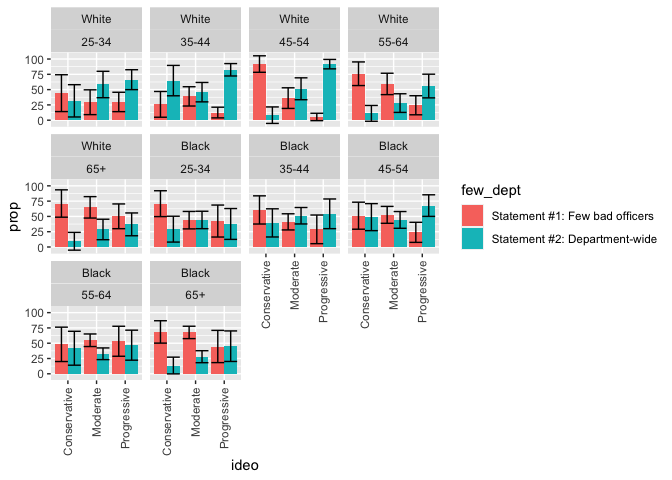 White
White
White
White
25-34
35-44
45-54
55-64
100
75
50
25
0
White
Black
Black
Black
65+
25-34
35-44
45-54
100
75
50
25
0
Black
Black
55-64
65+
100
75
50
25
0
Conservative
Moderate
Progressive
Conservative
Moderate
Progressive
Conservative
Moderate
Progressive
Conservative
Moderate
Progressive
prop
ideo
few_dept
Statement #1: Few bad officers
Statement #2: Department-wide